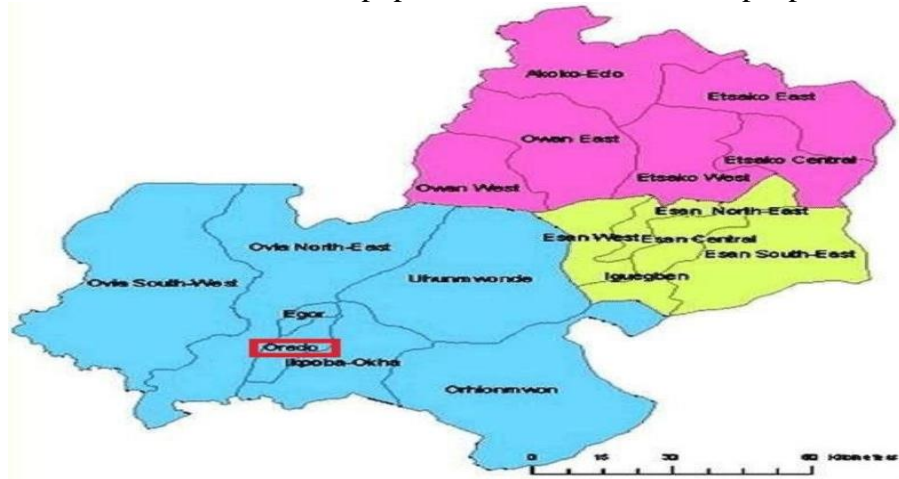 Akoko-Edo
Etsako East
Owan East
Etsako Central
Etsako West
Owan West
Esan North-East
Esan West Esan Central
Ovia North-East
Esan South-East
Uhunmwonde
Iguegben
Ovia South-West
Egor
Oredo
Ikpoba-Okha
Orhionmwon
0 15 30 60 Kilometers